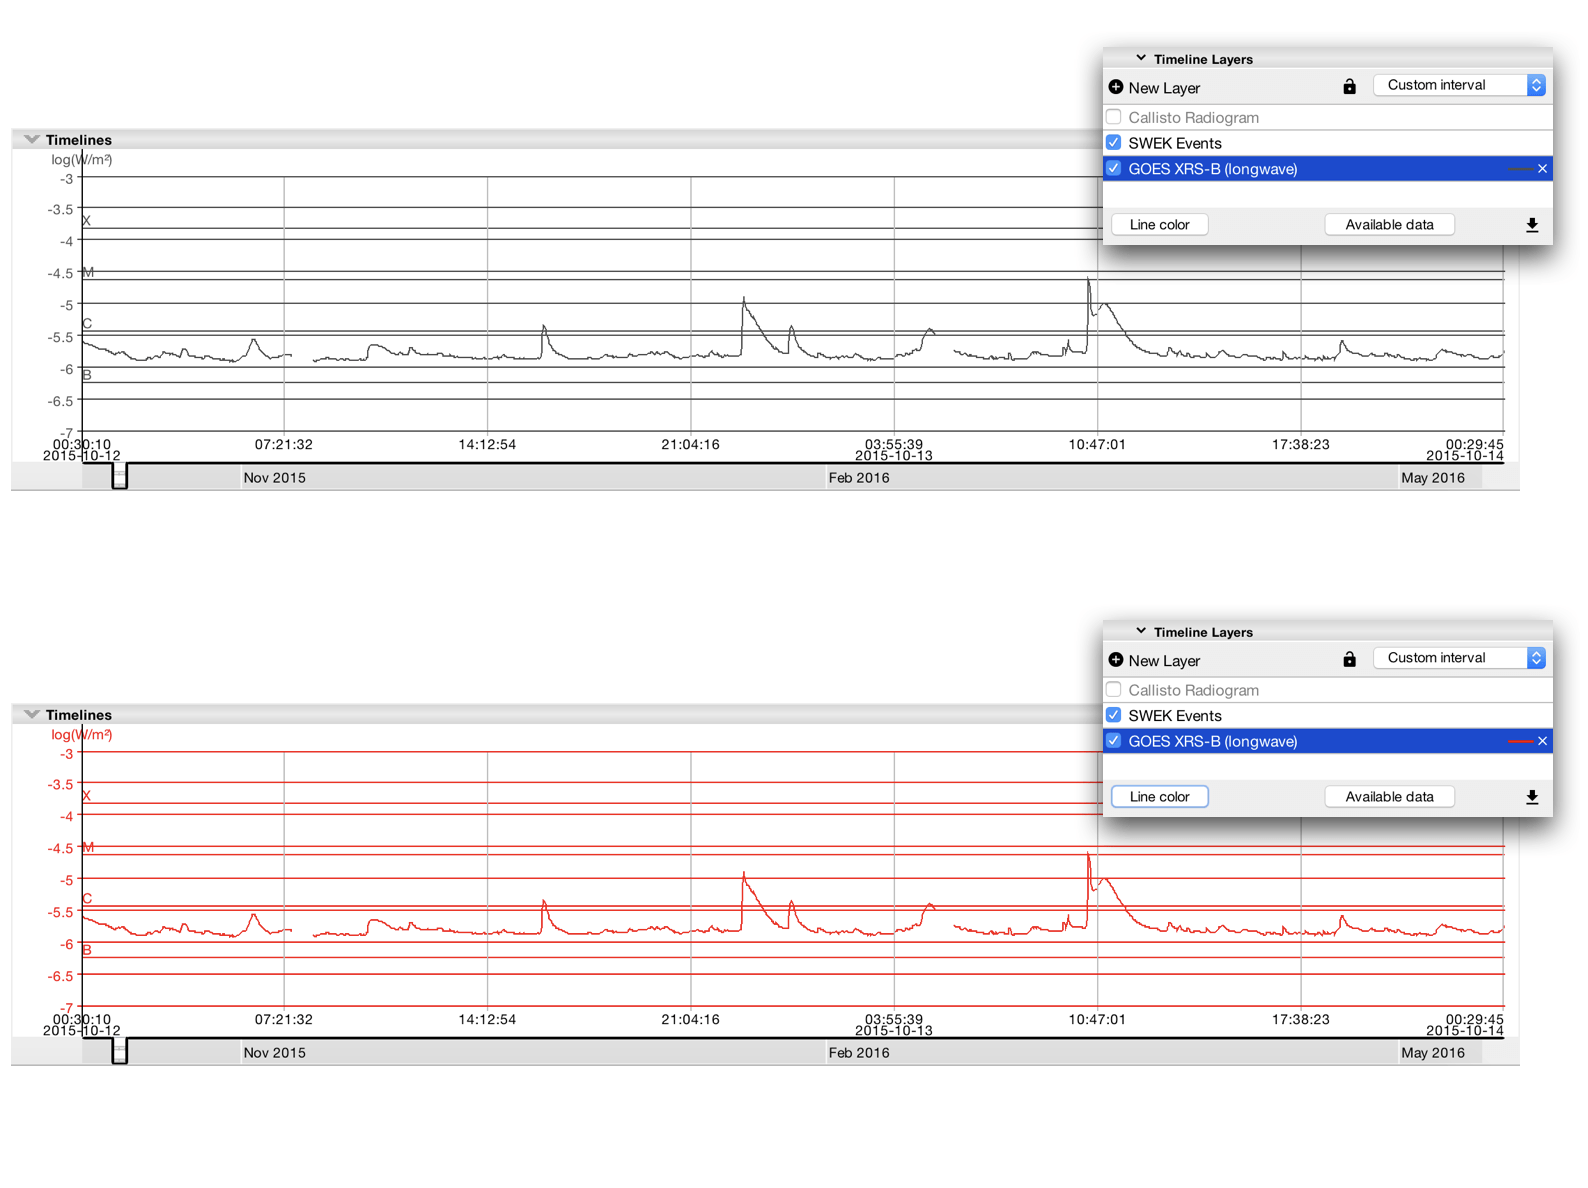 Timeline Layers
New Layer
Custom interval
Callisto Radiogram
SWEK Events
GOES XRS-B (longwave)
Line color
Available data
Timelines
log(W/m²)
-3
-3.5
X
-4
-4.5
M
-5
C
-5.5
-6
B
-6.5
-7
00:30:10 07:21:32 14:12:54 21:04:16 03:55:39 10:47:01 17:38:23 00:29:45
2015-10-12 2015-10-13 2015-10-14
Nov 2015 Feb 2016 May 2016
Timeline Layers
New Layer
Custom interval
Callisto Radiogram
SWEK Events
GOES XRS-B (longwave)
Line color
Available data
Timelines
log(W/m²)
-3
-3.5
X
-4
-4.5
M
-5
C
-5.5
-6
B
-6.5
-7
00:30:10 07:21:32 14:12:54 21:04:16 03:55:39 10:47:01 17:38:23 00:29:45
2015-10-12 2015-10-13 2015-10-14
Nov 2015 Feb 2016 May 2016